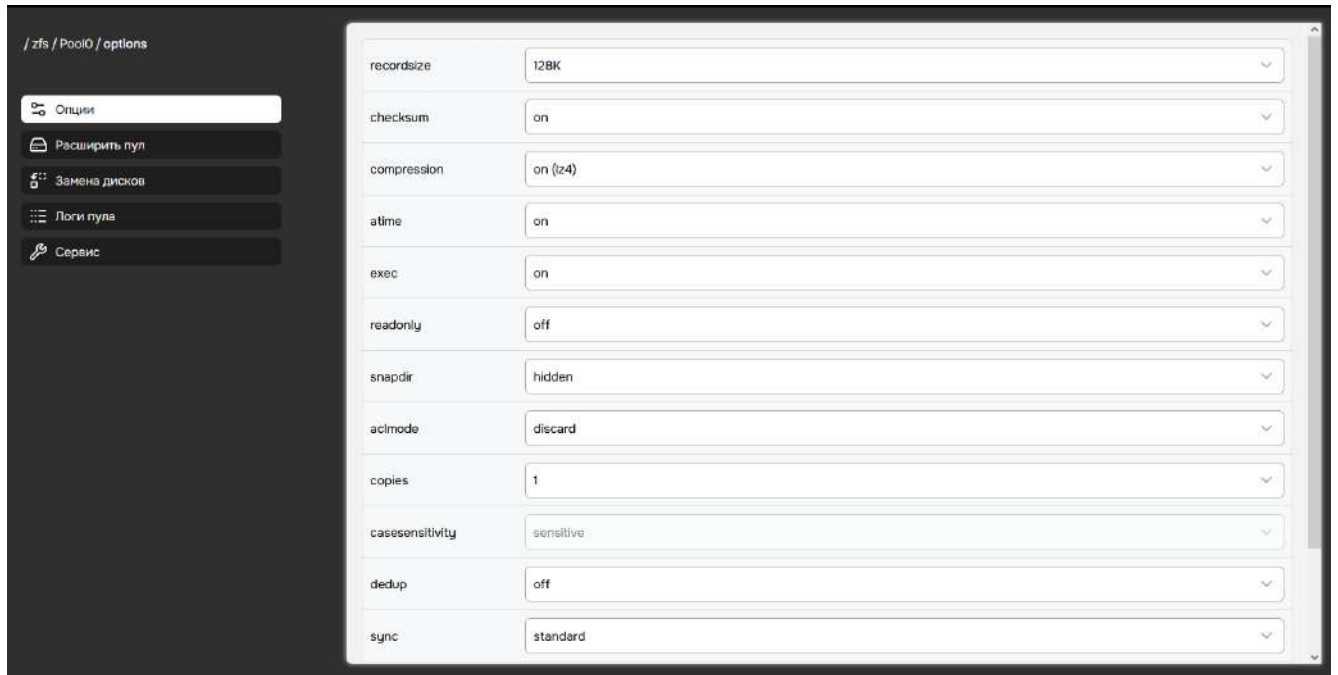 / zfs / Pool0 / options
Опции
Расширить пул
Замена дисков
Логи пула
Сервис
recordsize 128K
checksum on
compression on (lz4)
atime on
exec on
readonly off
snapdir hidden
aclmode discard
copies 1
casesensitivity sensitive
dedup off
sync standard